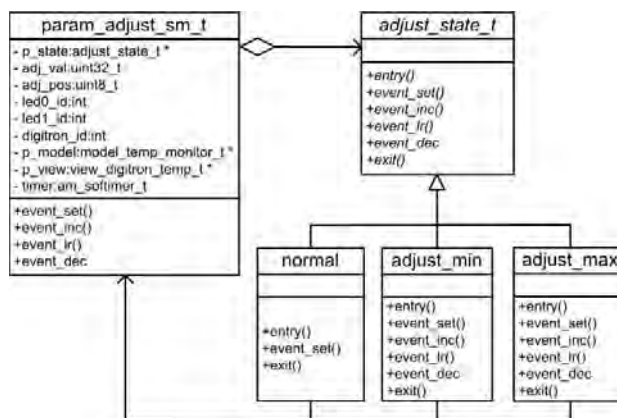 param_adjust_sm_t
- p_state:adjust_state_t *
- adj_val:uint32_t
- adj_pos:uint8_t
- led0_id:int
- led1_id:int
- digitron_id:int
- p_model:model_temp_monitor_t *
- p_view:view_digitron_temp_t *
- timer:am_softimer_t
+event_set()
+event_inc()
+event_lr()
+event_dec
adjust_state_t
+entry()
+event_set()
+event_inc()
+event_lr()
+event_dec
+exit()
normal
+entry()
+event_set()
+exit()
adjust_min
+entry()
+event_set()
+event_inc()
+event_lr()
+event_dec
+exit()
adjust_max
+entry()
+event_set()
+event_inc()
+event_lr()
+event_dec
+exit()